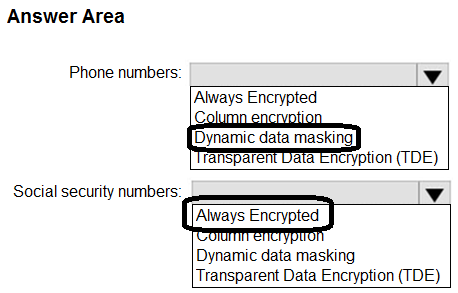 Answer Area
Phone numbers:
Always Encrypted
Column encryption
Dynamic data masking
Transparent Data Encryption (TDE)
Social security numbers:
Always Encrypted
Column encryption
Dynamic data masking
Transparent Data Encryption (TDE)